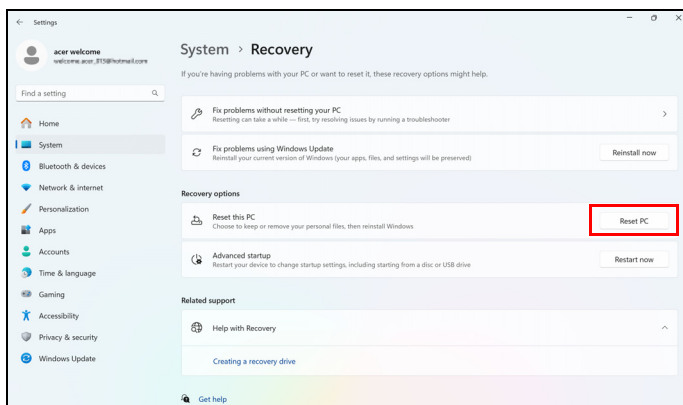 Settings
acer welcome
welcome.acer_815@hotmail.com
Find a setting
Home
System
Bluetooth & devices
Network & internet
Personalization
Apps
Accounts
Time & language
Gaming
Accessibility
Privacy & security
Windows Update
System > Recovery
If you're having problems with your PC or want to reset it, these recovery options might help.
Fix problems without resetting your PC
Resetting can take a while — first, try resolving issues by running a troubleshooter
Fix problems using Windows Update
Reinstall your current version of Windows (your apps, files, and settings will be preserved)
Reinstall now
Recovery options
Reset this PC
Choose to keep or remove your personal files, then reinstall Windows
Reset PC
Advanced startup
Restart your device to change startup settings, including starting from a disc or USB drive
Restart now
Related support
Help with Recovery
Creating a recovery drive
Get help